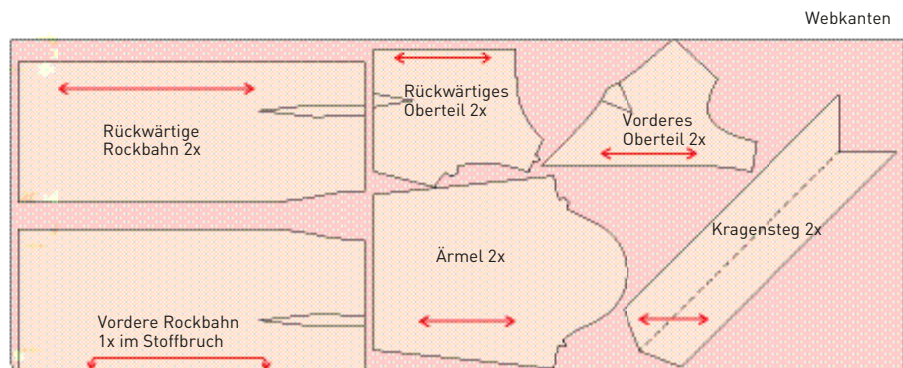 Webkanten
Rückwärtige
Rockbahn 2x
Rückwärtiges
Oberteil 2x
Vorderes
Oberteil 2x
Kragensteg 2x
Ärmel 2x
Vordere Rockbahn
1x im Stoffbruch